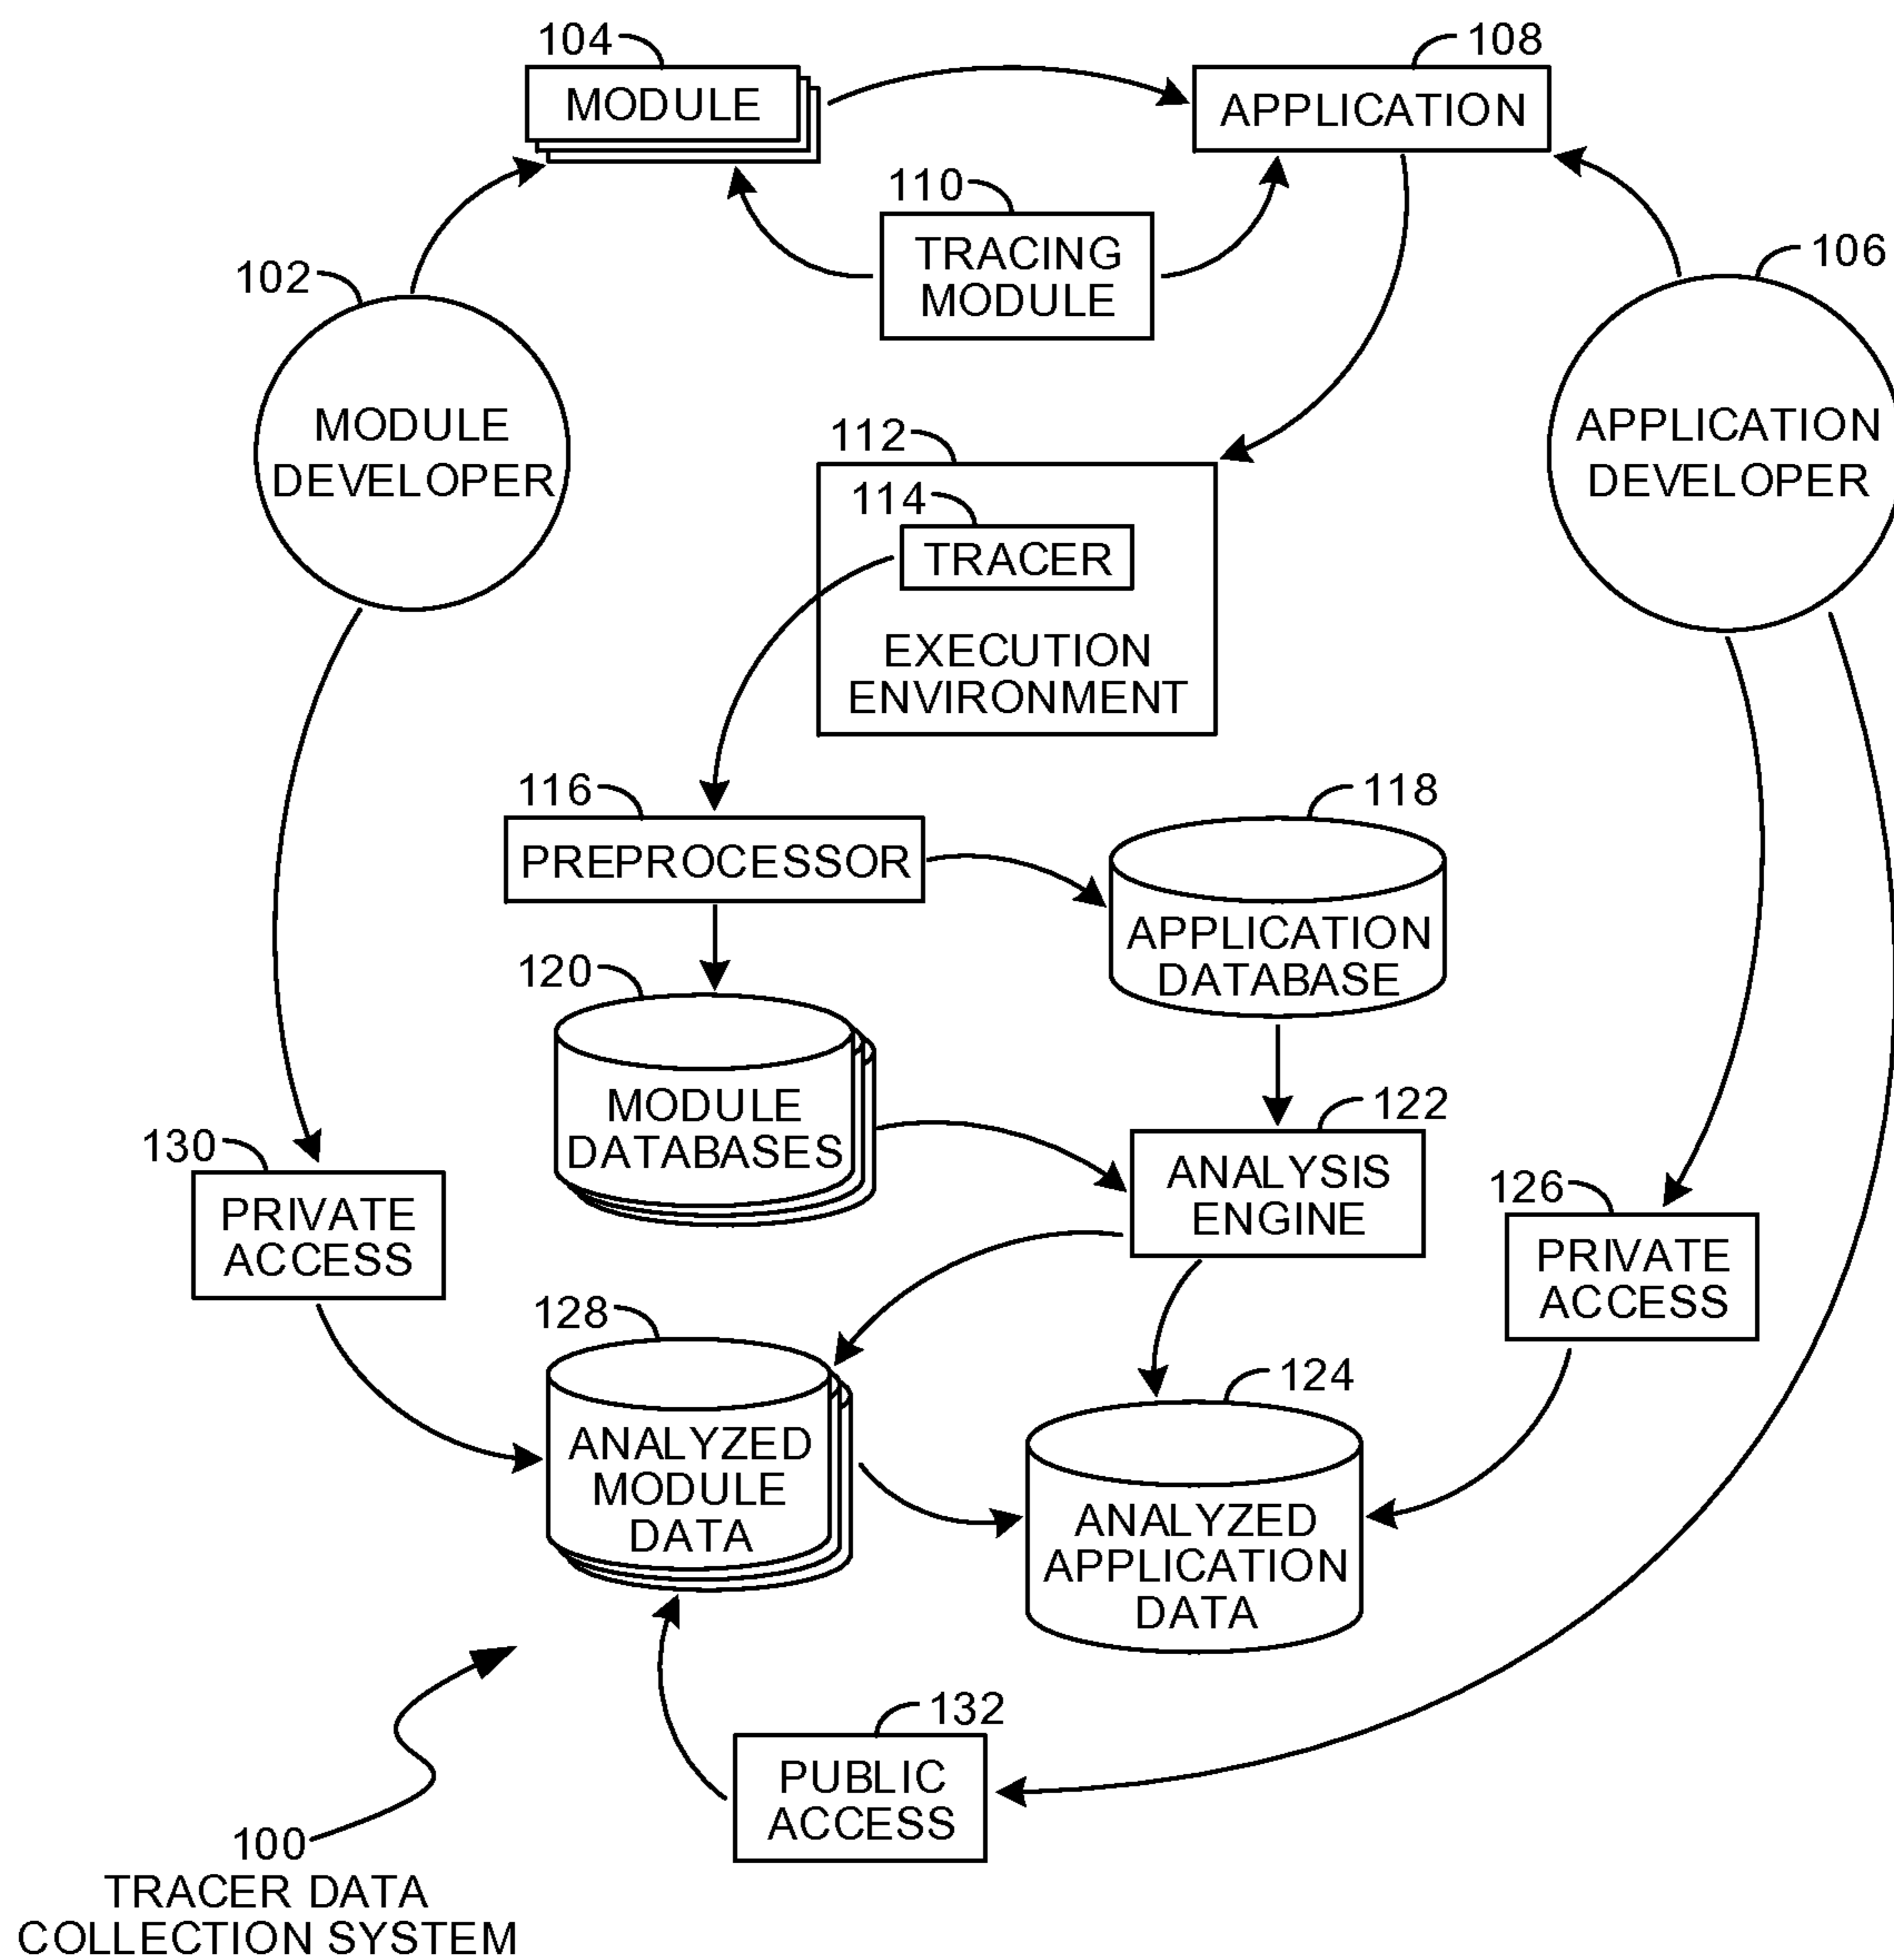 104
108
MODULE
APPLICATION
110
TRACING
MODULE
102
106
MODULE
DEVELOPER
APPLICATION
DEVELOPER
112
114
TRACER
EXECUTION
ENVIRONMENT
116
118
PREPROCESSOR
APPLICATION
DATABASE
120
MODULE
DATABASES
122
ANALYSIS
ENGINE
130
PRIVATE
ACCESS
126
PRIVATE
ACCESS
128
ANALYZED
MODULE
DATA
124
ANALYZED
APPLICATION
DATA
132
PUBLIC
ACCESS
100
TRACER DATA
COLLECTION SYSTEM